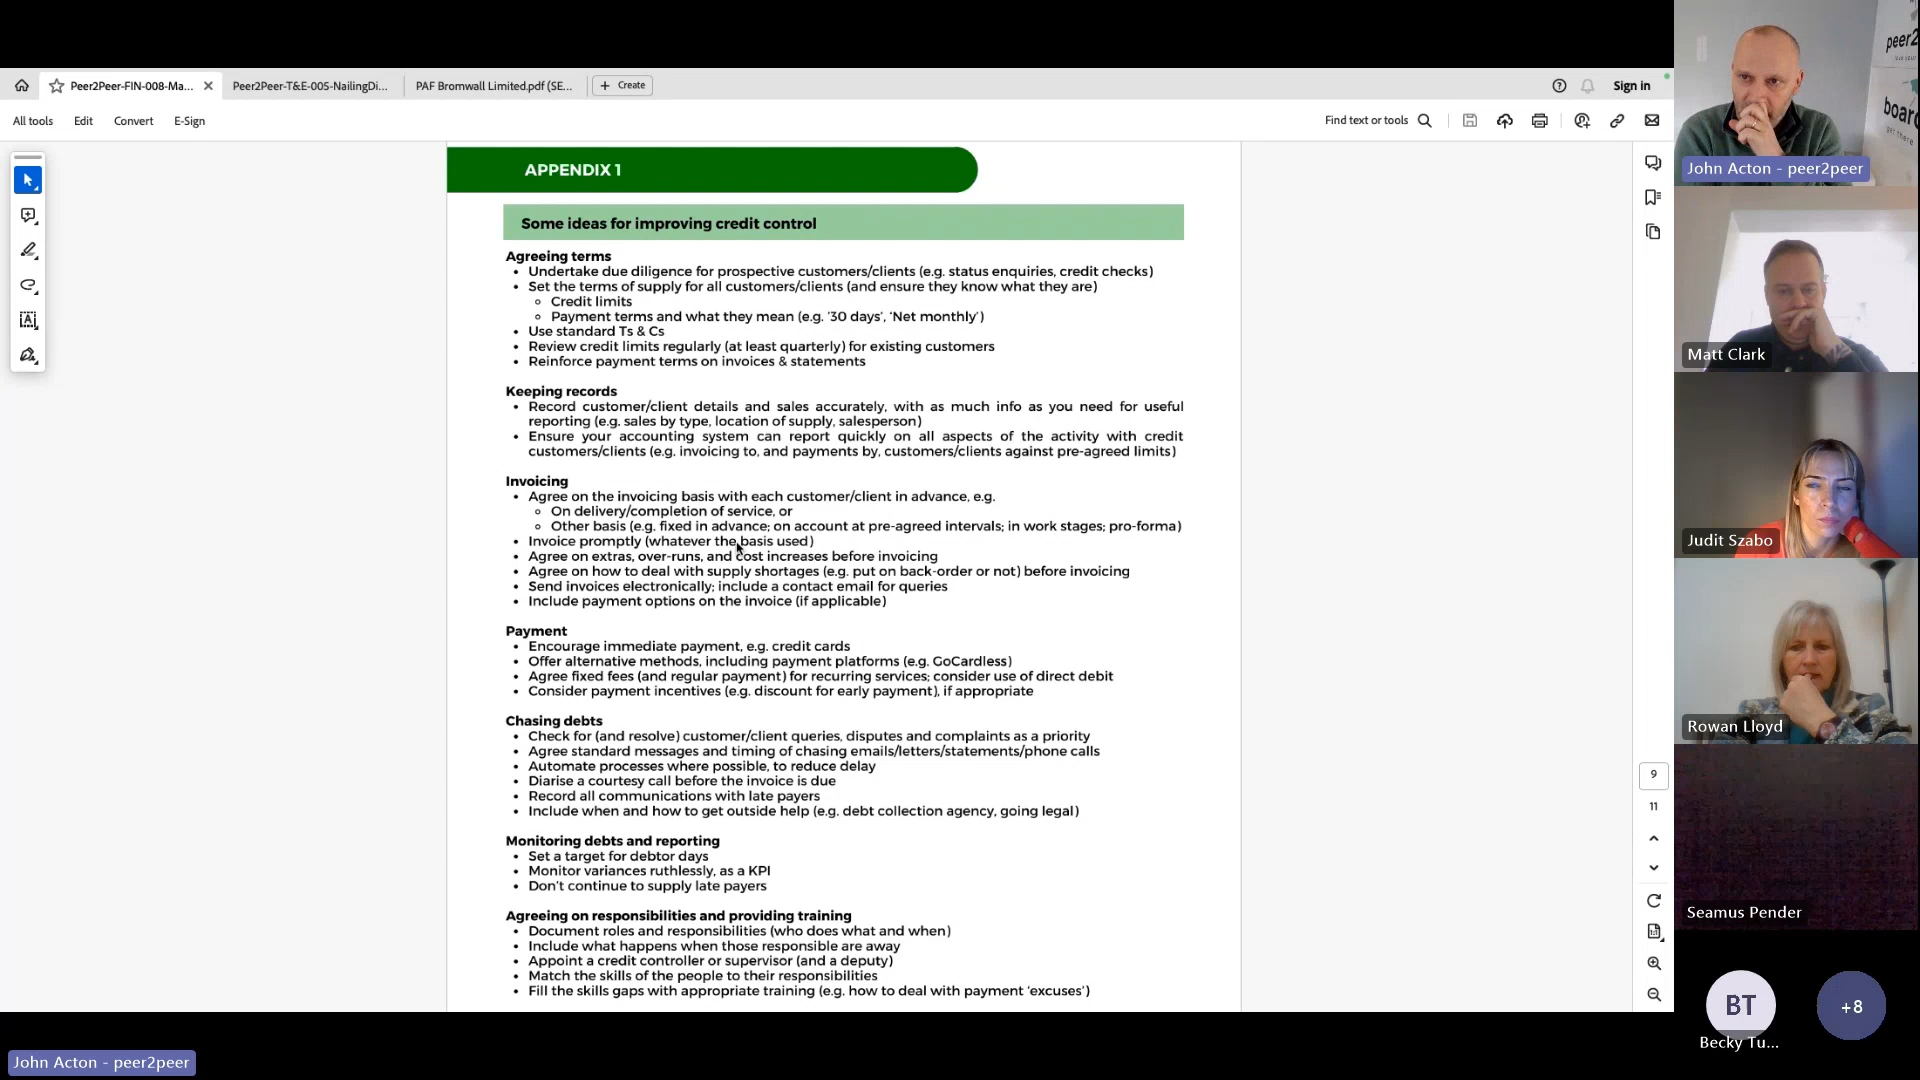 Peer2Peer-FIN-008-Ma...
Peer2Peer-T&E-005-NailingDi...
PAF Bromwall Limited.pdf (SE...
Create
Sign in
All tools
Edit
Convert
E-Sign
Find text or tools
APPENDIX 1
Some ideas for improving credit control
Agreeing terms
• Undertake due diligence for prospective customers/clients (e.g. status enquiries, credit checks)
• Set the terms of supply for all customers/clients (and ensure they know what they are)
Credit limits
Payment terms and what they mean (e.g. '30 days', 'Net monthly')
• Use standard Ts & Cs
• Review credit limits regularly (at least quarterly) for existing customers
• Reinforce payment terms on invoices & statements
Keeping records
• Record customer/client details and sales accurately, with as much info as you need for useful
reporting (e.g. sales by type, location of supply, salesperson)
• Ensure your accounting system can report quickly on all aspects of the activity with credit
customers/clients (e.g. invoicing to, and payments by, customers/clients against pre-agreed limits)
Invoicing
• Agree on the invoicing basis with each customer/client in advance, e.g.
On delivery/completion of service, or
Other basis (e.g. fixed in advance; on account at pre-agreed intervals; in work stages; pro-forma)
• Invoice promptly (whatever the basis used)
• Agree on extras, over-runs, and cost increases before invoicing
• Agree on how to deal with supply shortages (e.g. put on back-order or not) before invoicing
• Send invoices electronically; include a contact email for queries
• Include payment options on the invoice (if applicable)
Payment
• Encourage immediate payment, e.g. credit cards
• Offer alternative methods, including payment platforms (e.g. GoCardless)
• Agree fixed fees (and regular payment) for recurring services; consider use of direct debit
• Consider payment incentives (e.g. discount for early payment), if appropriate
Chasing debts
• Check for (and resolve) customer/client queries, disputes and complaints as a priority
• Agree standard messages and timing of chasing emails/letters/statements/phone calls
• Automate processes where possible, to reduce delay
• Diarise a courtesy call before the invoice is due
• Record all communications with late payers
• Include when and how to get outside help (e.g. debt collection agency, going legal)
Monitoring debts and reporting
• Set a target for debtor days
• Monitor variances ruthlessly, as a KPI
• Don't continue to supply late payers
Agreeing on responsibilities and providing training
• Document roles and responsibilities (who does what and when)
• Include what happens when those responsible are away
• Appoint a credit controller or supervisor (and a deputy)
• Match the skills of the people to their responsibilities
• Fill the skills gaps with appropriate training (e.g. how to deal with payment 'excuses')
9
11
peer2
board
John Acton - peer2peer
Matt Clark
Judit Szabo
Rowan Lloyd
Seamus Pender
BT
Becky Tu...
+8
John Acton - peer2peer